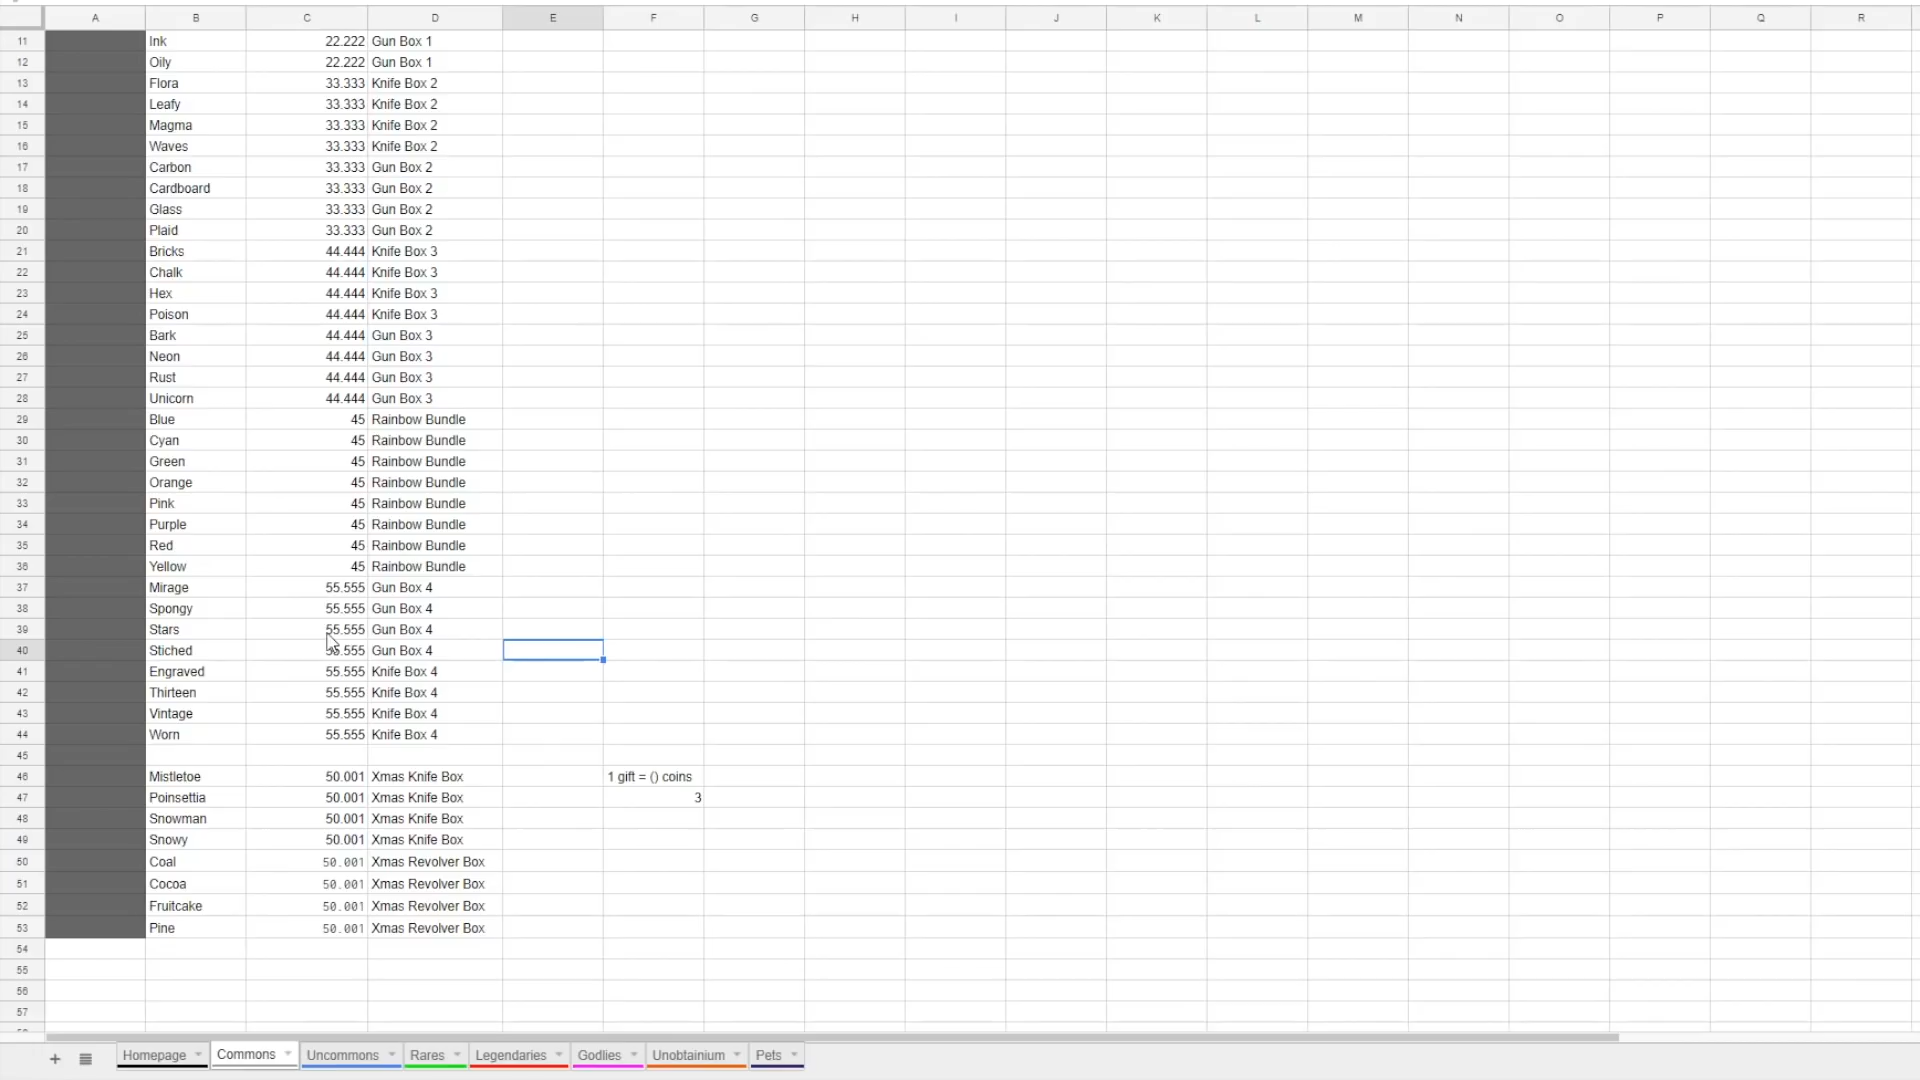 A B C D E F G H I J K L M N O P Q R
11 Ink 22.222 Gun Box 1
12 Oily 22.222 Gun Box 1
13 Flora 33.333 Knife Box 2
14 Leafy 33.333 Knife Box 2
15 Magma 33.333 Knife Box 2
16 Waves 33.333 Knife Box 2
17 Carbon 33.333 Gun Box 2
18 Cardboard 33.333 Gun Box 2
19 Glass 33.333 Gun Box 2
20 Plaid 33.333 Gun Box 2
21 Bricks 44.444 Knife Box 3
22 Chalk 44.444 Knife Box 3
23 Hex 44.444 Knife Box 3
24 Poison 44.444 Knife Box 3
25 Bark 44.444 Gun Box 3
26 Neon 44.444 Gun Box 3
27 Rust 44.444 Gun Box 3
28 Unicorn 44.444 Gun Box 3
29 Blue 45 Rainbow Bundle
30 Cyan 45 Rainbow Bundle
31 Green 45 Rainbow Bundle
32 Orange 45 Rainbow Bundle
33 Pink 45 Rainbow Bundle
34 Purple 45 Rainbow Bundle
35 Red 45 Rainbow Bundle
36 Yellow 45 Rainbow Bundle
37 Mirage 55.555 Gun Box 4
38 Spongy 55.555 Gun Box 4
39 Stars 55.555 Gun Box 4
40 Stiched 55.555 Gun Box 4
41 Engraved 55.555 Knife Box 4
42 Thirteen 55.555 Knife Box 4
43 Vintage 55.555 Knife Box 4
44 Worn 55.555 Knife Box 4
45
46 Mistletoe 50.001 Xmas Knife Box 1 gift = () coins
47 Poinsettia 50.001 Xmas Knife Box 3
48 Snowman 50.001 Xmas Knife Box
49 Snowy 50.001 Xmas Knife Box
50 Coal 50.001 Xmas Revolver Box
51 Cocoa 50.001 Xmas Revolver Box
52 Fruitcake 50.001 Xmas Revolver Box
53 Pine 50.001 Xmas Revolver Box
54
55
56
57
Homepage Commons Uncommons Rares Legendaries Godlies Unobtainium Pets